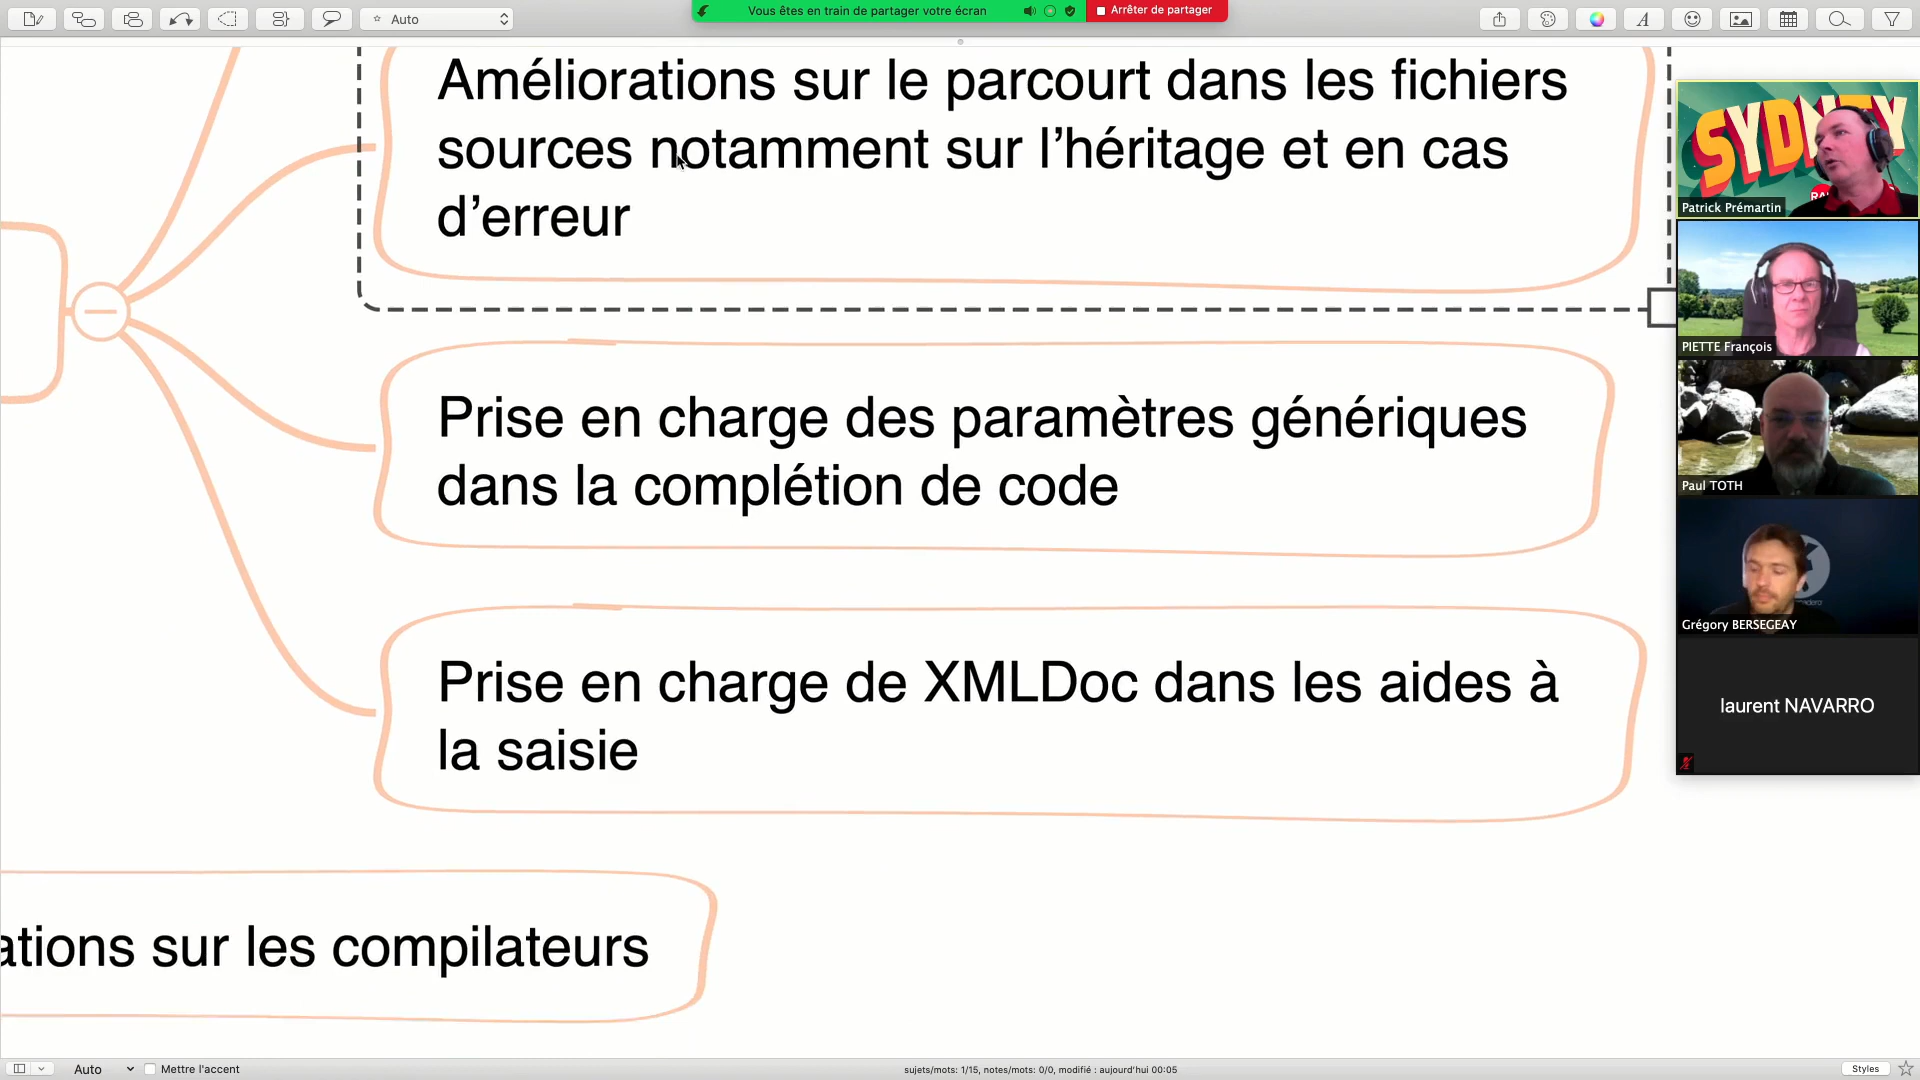 Auto
Vous êtes en train de partager votre écran
Arrêter de partager
Améliorations sur le parcourt dans les fichiers
sources notamment sur l’héritage et en cas
d’erreur
Prise en charge des paramètres génériques
dans la complétion de code
Prise en charge de XMLDoc dans les aides à
la saisie
ations sur les compilateurs
SYDNEY
Patrick Prémartin
PIETTE François
Paul TOTH
Grégory BERSEGEAY
laurent NAVARRO
Auto
Mettre l'accent
sujets/mots: 1/15, notes/mots: 0/0, modifié : aujourd'hui 00:05
Styles